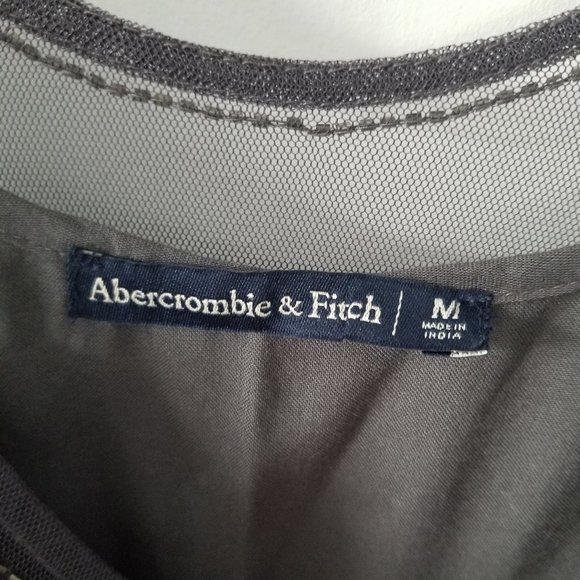 Abercrombie & Fitch | M
MADE IN
INDIA